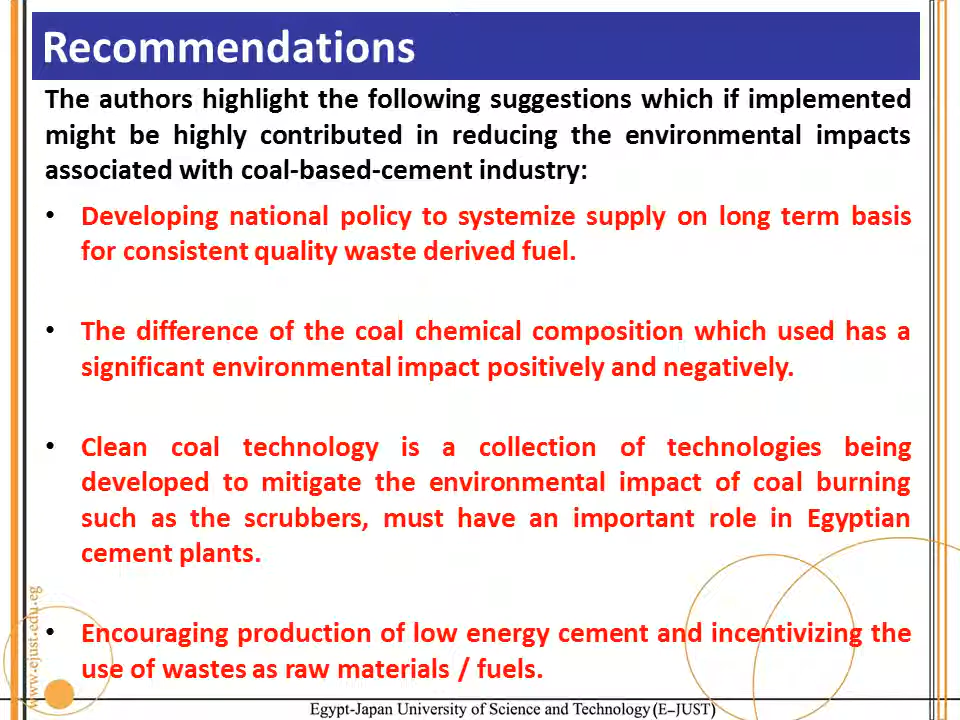 Recommendations
The authors highlight the following suggestions which if implemented
might be highly contributed in reducing the environmental impacts
associated with coal-based-cement industry:
• Developing national policy to systemize supply on long term basis
for consistent quality waste derived fuel.
• The difference of the coal chemical composition which used has a
significant environmental impact positively and negatively.
• Clean coal technology is a collection of technologies being
developed to mitigate the environmental impact of coal burning
such as the scrubbers, must have an important role in Egyptian
cement plants.
• Encouraging production of low energy cement and incentivizing the
use of wastes as raw materials / fuels.
www.ejust.edu.eg
Egypt-Japan University of Science and Technology (E-JUST)